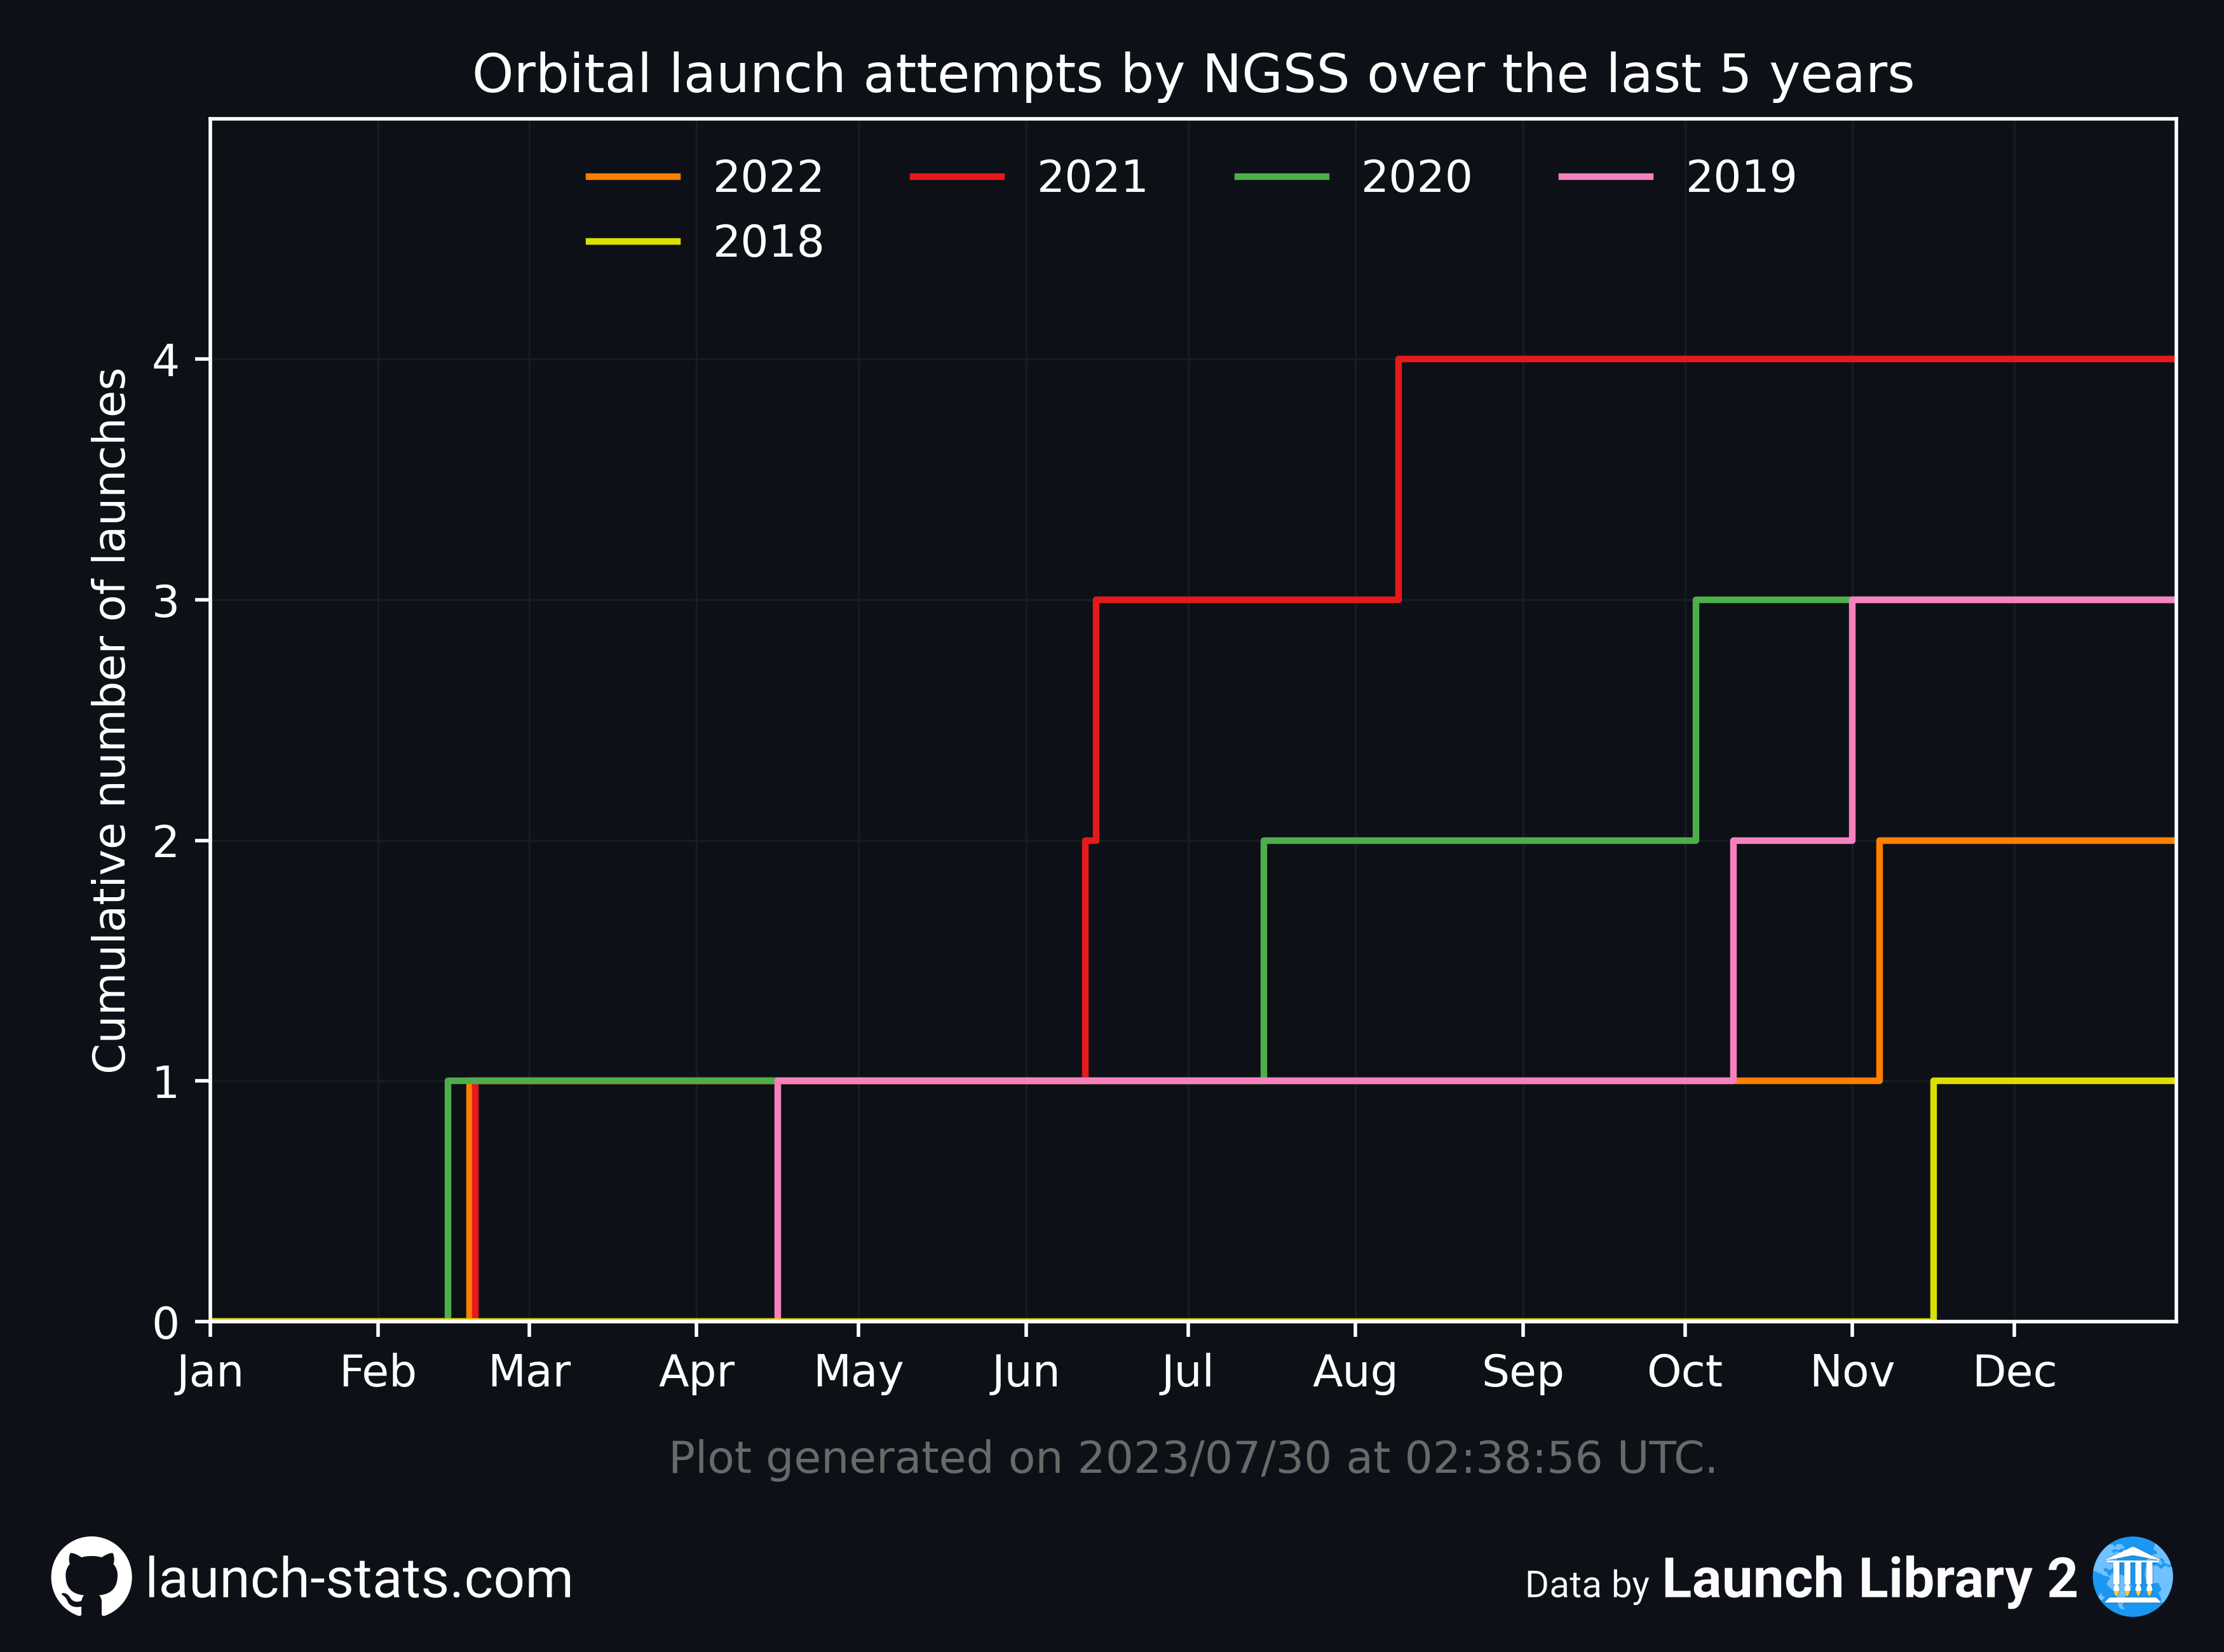 Orbital launch attempts by NGSS over the last 5 years
2022 2021 2020 2019
2018
Cumulative number of launches
4
3
2
1
0
Jan Feb Mar Apr May Jun Jul Aug Sep Oct Nov Dec
Plot generated on 2023/07/30 at 02:38:56 UTC.
launch-stats.com
Data by Launch Library 2